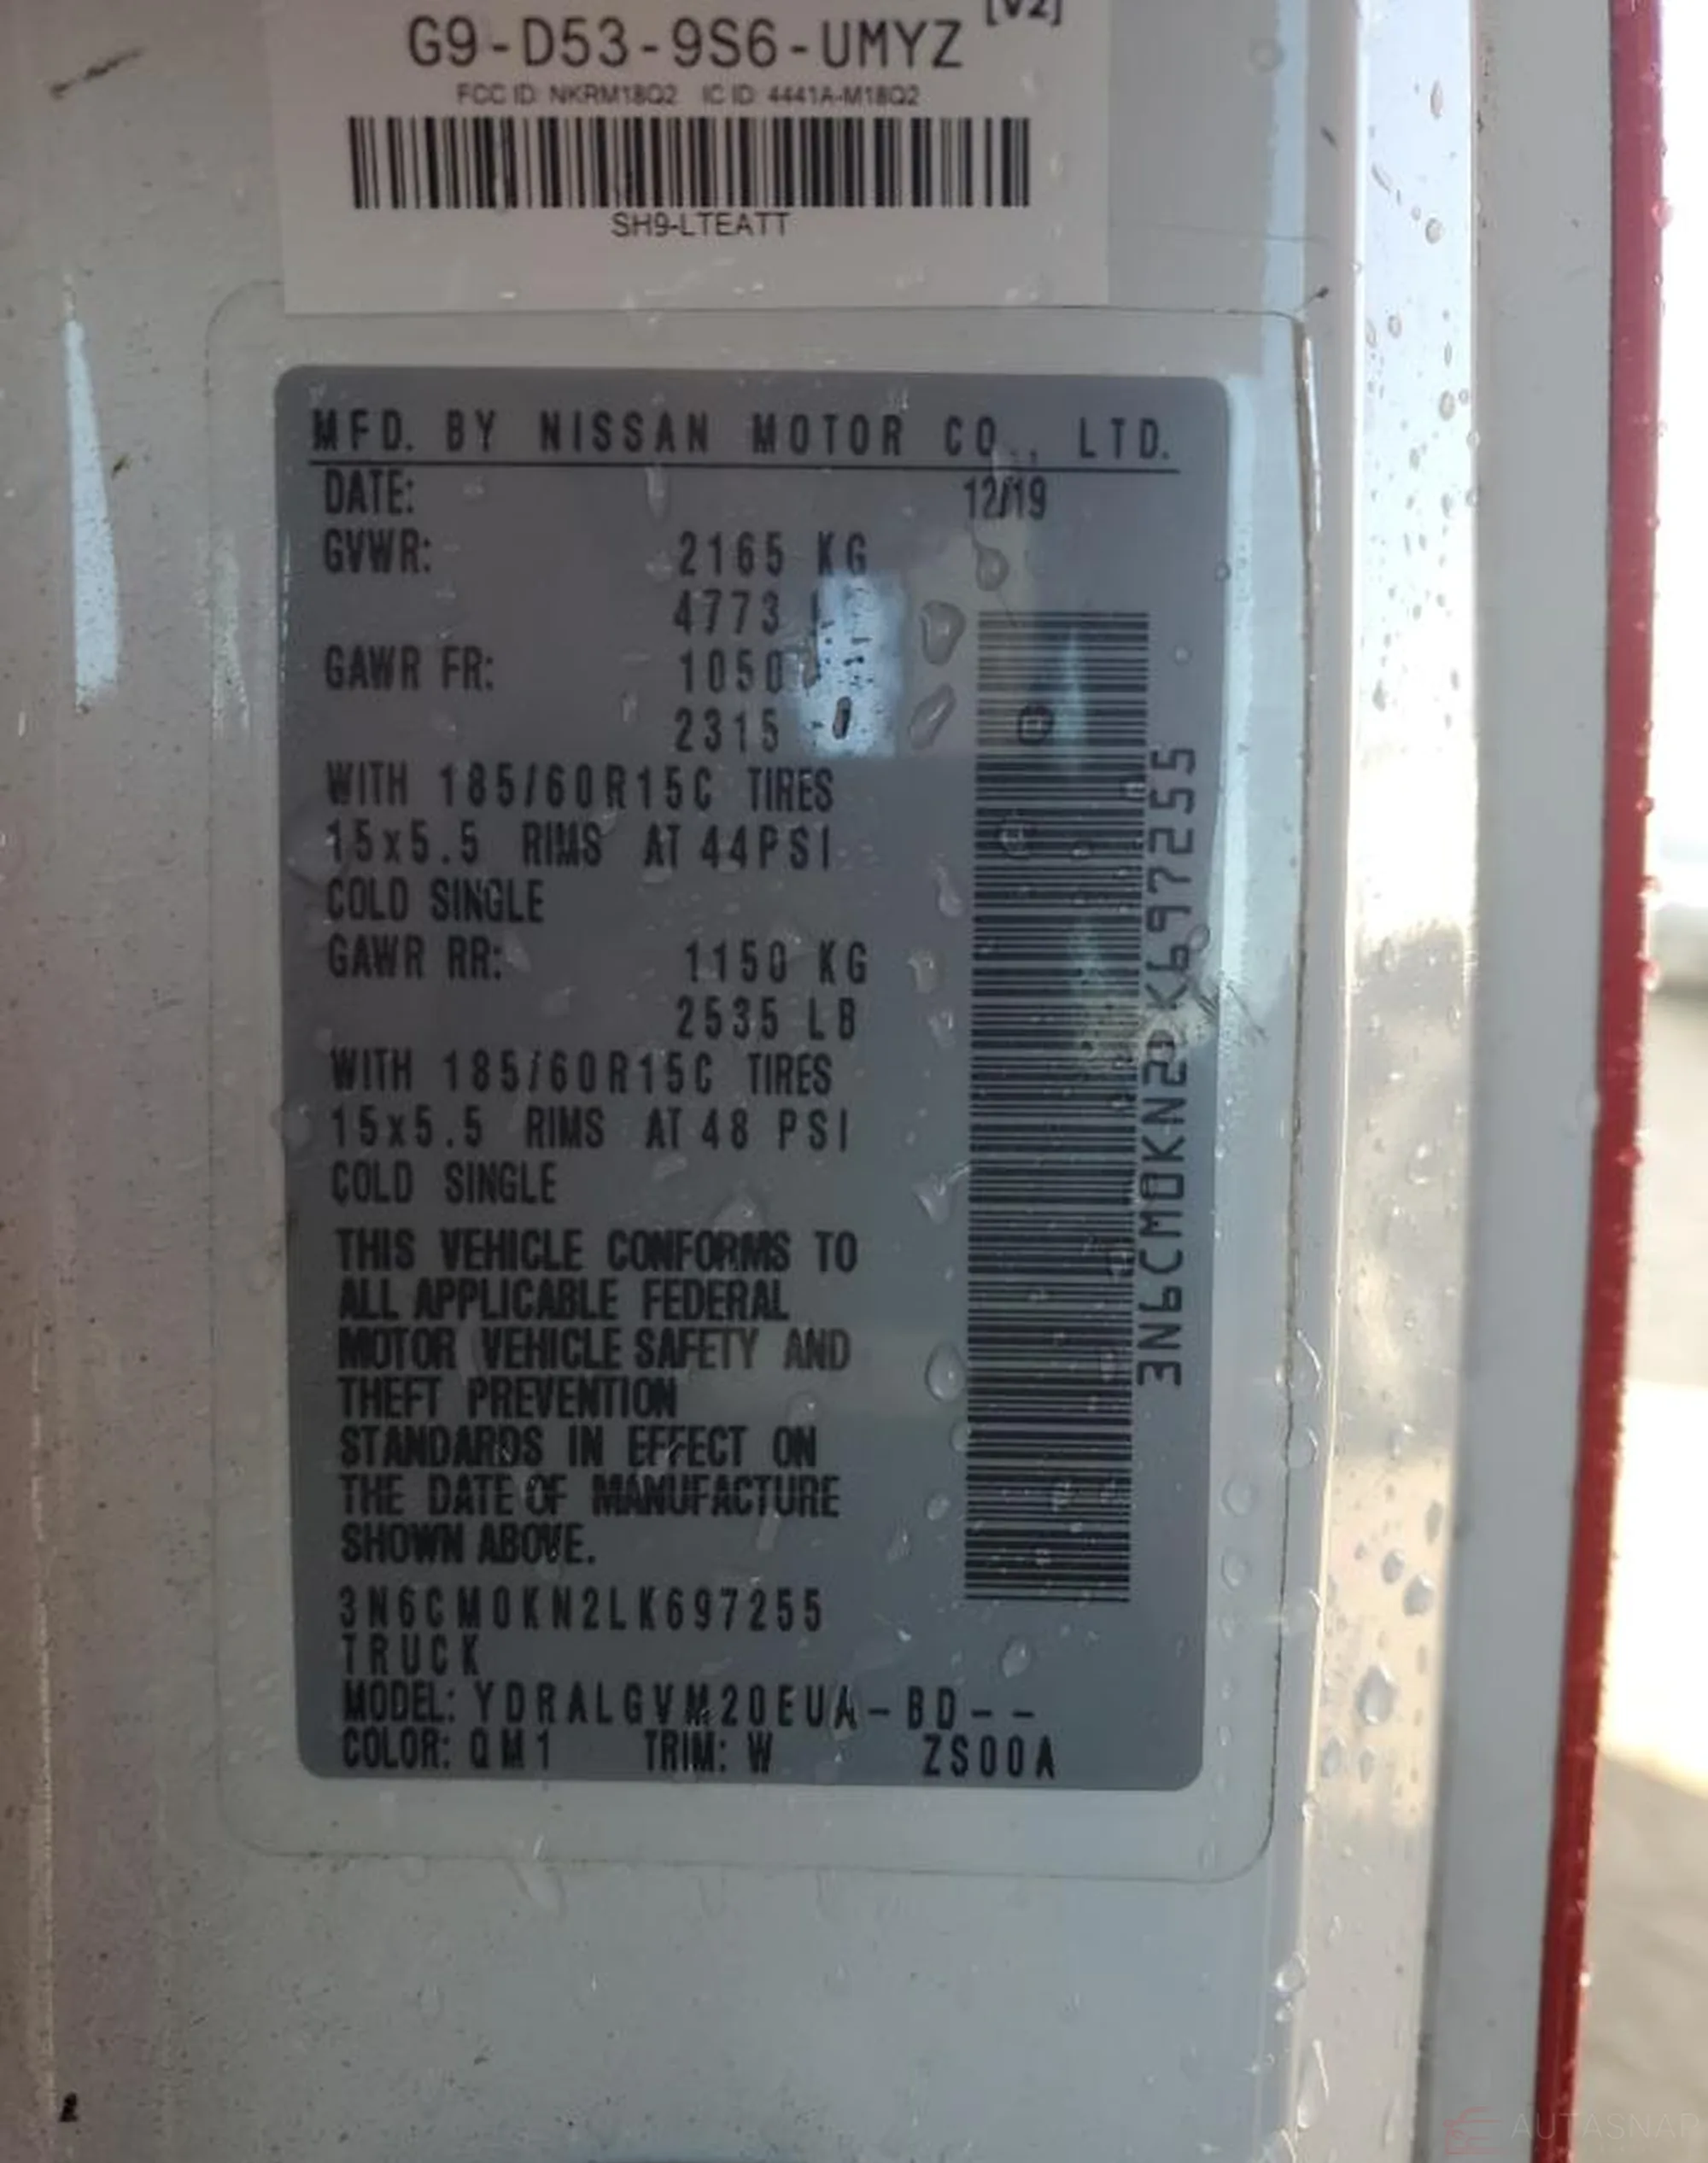 [V2]
G9-D53-9S6-UMYZ
FCC ID: NKRM18Q2 IC ID: 4441A-M18Q2
SH9-LTEATT
MFD. BY NISSAN MOTOR CO., LTD.
DATE: 12/19
GVWR: 2165 KG
4773
GAWR FR: 1050
2315
WITH 185/60R15C TIRES
15x5.5 RIMS AT 44PSI
COLD SINGLE
GAWR RR: 1150 KG
2535 LB
WITH 185/60R15C TIRES
15x5.5 RIMS AT 48 PSI
COLD SINGLE
THIS VEHICLE CONFORMS TO
ALL APPLICABLE FEDERAL
MOTOR VEHICLE SAFETY AND
THEFT PREVENTION
STANDARDS IN EFFECT ON
THE DATE OF MANUFACTURE
SHOWN ABOVE.
3N6CM0KN2LK697255
TRUCK
MODEL: YDRALGVM20EUA-BD--
COLOR: QM1 TRIM: W ZS00A
3N6CM0KN2LK697255
AUTASNAP